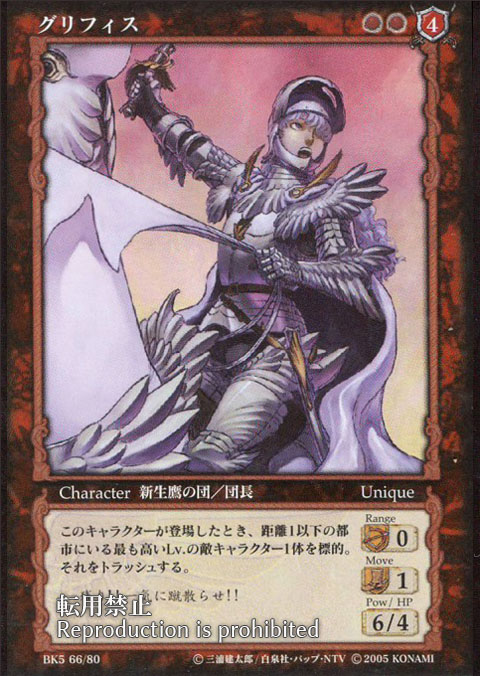 グリフィス
4
Character 新生鷹の団／団長 Unique
このキャラクターが登場したとき、距離1以下の都
市にいる最も高いLv.の敵キャラクター1体を標的。
それをトラッシュする。
Range
0
Move
1
Pow/ HP
6/4
気に蹴散らせ!!
転用禁止
Reproduction is prohibited
BK5 66/80 ©三浦建太郎/白泉社・バップ・NTV ©2005 KONAMI